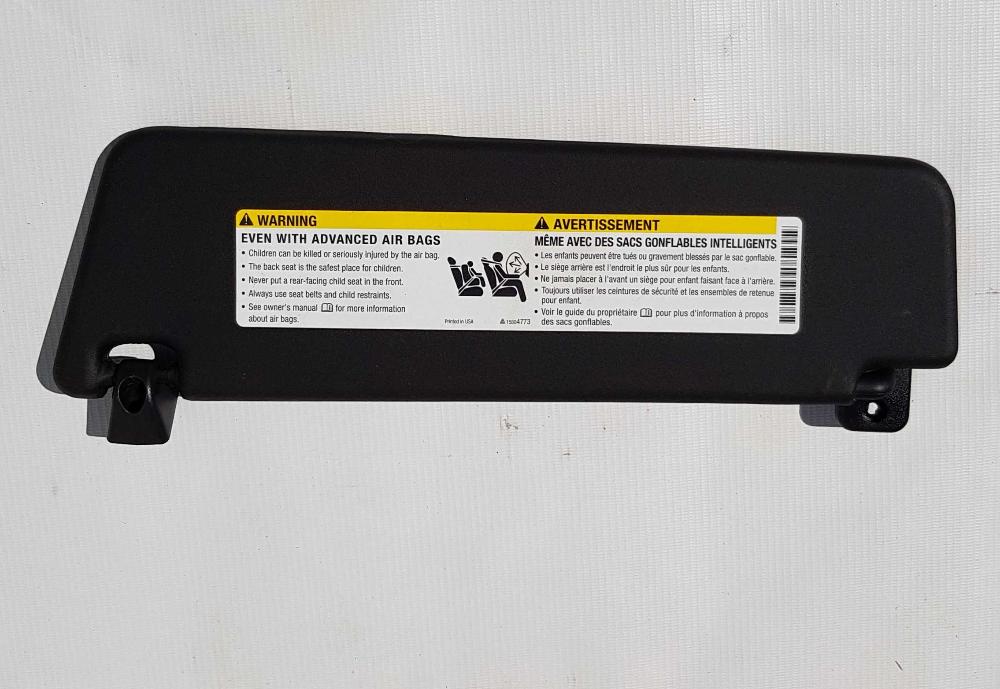 WARNING
EVEN WITH ADVANCED AIR BAGS
• Children can be killed or seriously injured by the air bag.
• The back seat is the safest place for children.
• Never put a rear-facing child seat in the front.
• Always use seat belts and child restraints.
• See owner's manual for more information
about air bags.
Printed in USA
AVERTISSEMENT
MÊME AVEC DES SACS GONFLABLES INTELLIGENTS
• Les enfants peuvent être tués ou gravement blessés par le sac gonflable.
• Le siège arrière est l'endroit le plus sûr pour les enfants.
• Ne jamais placer à l'avant un siège pour enfant faisant face à l'arrière.
• Toujours utiliser les ceintures de sécurité et les ensembles de retenue
pour enfant.
• Voir le guide du propriétaire pour plus d'information à propos
des sacs gonflables.